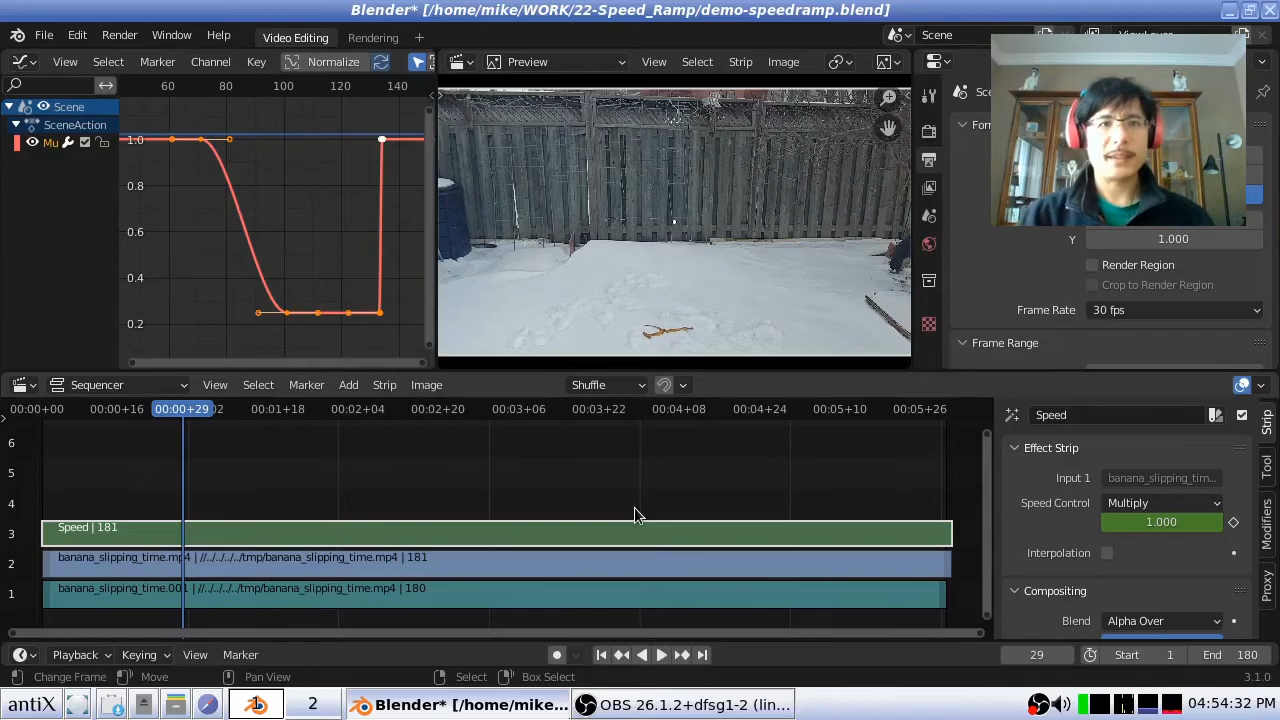 Blender* [/home/mike/WORK/22-Speed_Ramp/demo-speedramp.blend]
File Edit Render Window Help Video Editing Rendering + Scene
View Select Marker Channel Key Normalize Preview View Select Strip Image
60 80 100 120 140
Scene
SceneAction
Mu
1.0
0.8
0.6
0.4
0.2
Y 1.000
Render Region
Crop to Render Region
Frame Rate 30 fps
Frame Range
Sequencer View Select Marker Add Strip Image Shuffle
00:00+00 00:00+16 00:00+29 02 00:01+18 00:02+04 00:02+20 00:03+06 00:03+22 00:04+08 00:04+24 00:05+10 00:05+26
6
5
4
3 Speed | 181
2 banana_slipping_time.mp4 | //../../../../tmp/banana_slipping_time.mp4 | 181
1 banana_slipping_time.001 | //../../../../tmp/banana_slipping_time.mp4 | 180
Speed
Effect Strip
Input 1 banana_slipping_tim...
Speed Control Multiply
1.000
Interpolation
Compositing
Blend Alpha Over
Strip
Tool
Modifiers
Proxy
Playback Keying View Marker 29 Start 1 End 180
Change Frame Move Pan View Select Box Select 3.1.0
antiX 1 2 Blender* [/home/mike... OBS 26.1.2+dfsg1-2 (lin... 04:54:32 PM